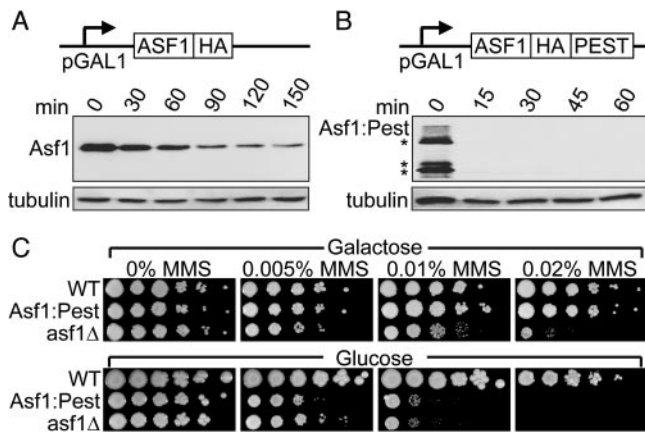 A
pGAL1 ASF1 HA
min 0 30 60 90 120 150
Asf1
tubulin
B
pGAL1 ASF1 HA PEST
min 0 15 30 45 60
Asf1:Pest
*
*
*
tubulin
C
Galactose
0% MMS 0.005% MMS 0.01% MMS 0.02% MMS
WT
Asf1:Pest
asf1Δ
Glucose
WT
Asf1:Pest
asf1Δ